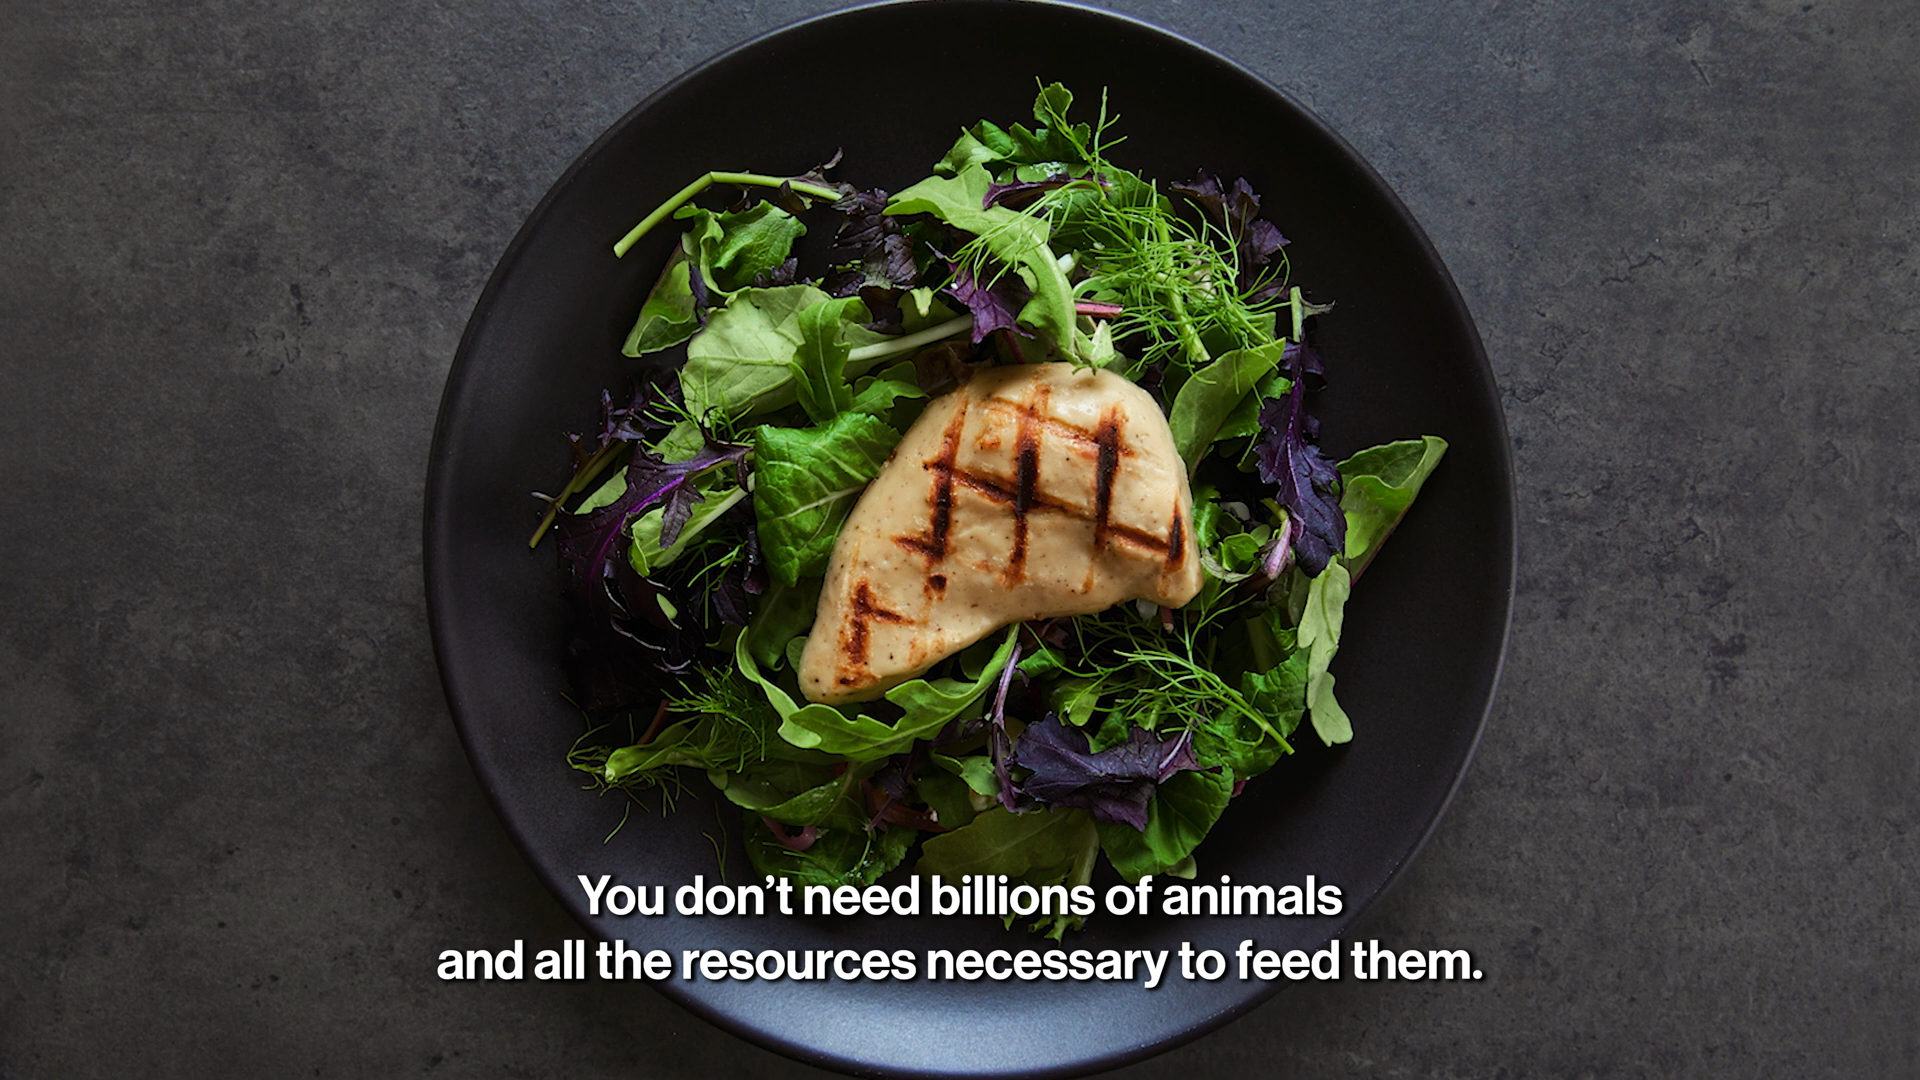 You don’t need billions of animals
and all the resources necessary to feed them.